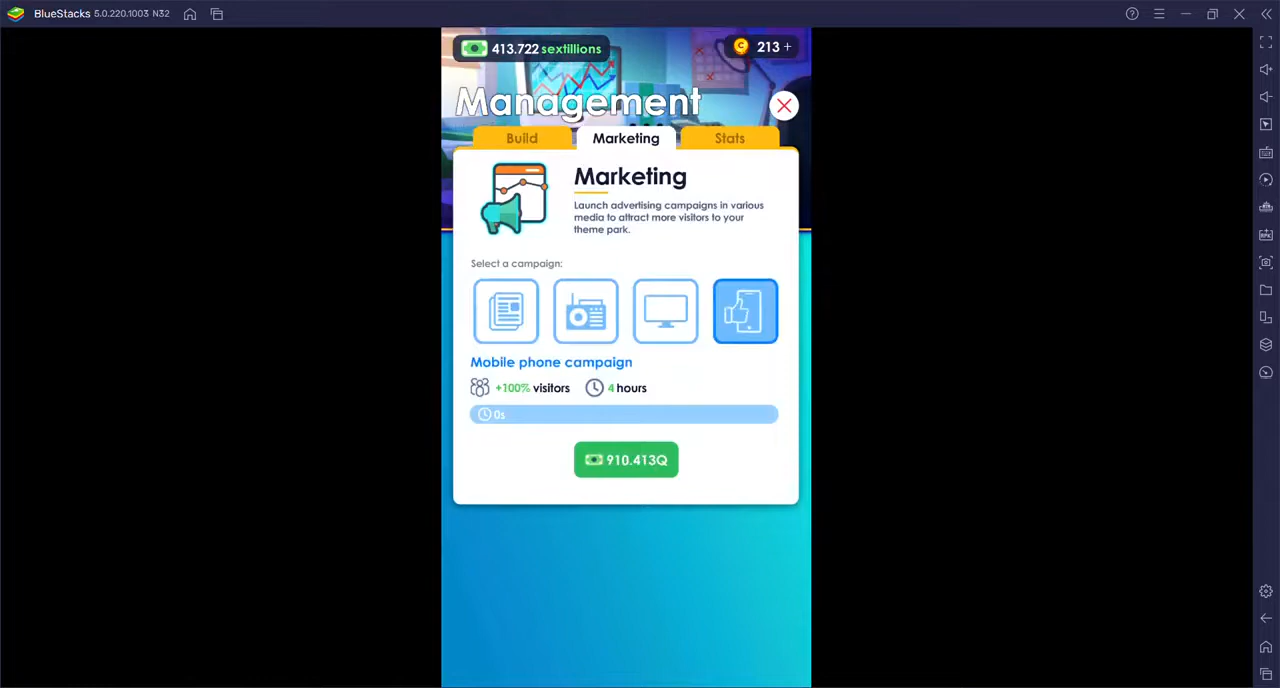 BlueStacks 5.0.220.1003 N32
413.722 sextillions
213 +
Management
Build
Marketing
Stats
Marketing
Launch advertising campaigns in various
media to attract more visitors to your
theme park.
Select a campaign:
Mobile phone campaign
+100% visitors
4 hours
0s
910.413Q